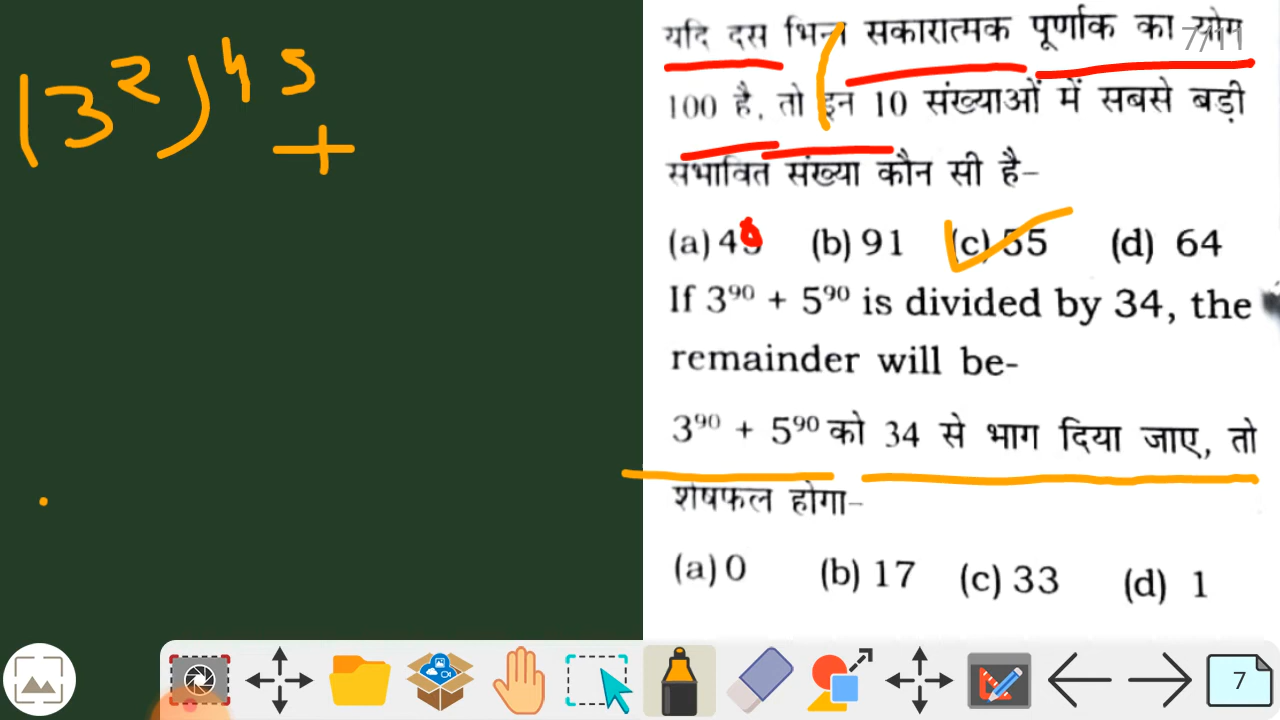 (3²)⁴⁵ +
यदि दस भिन्न सकारात्मक पूर्णाक का योग
7/11
100 है, तो इन 10 संख्याओं में सबसे बड़ी
संभावित संख्या कौन सी है-
(a) 48 (b) 91 (c) 55 (d) 64
If 3⁹⁰ + 5⁹⁰ is divided by 34, the
remainder will be-
3⁹⁰ + 5⁹⁰ को 34 से भाग दिया जाए, तो
शेषफल होगा-
(a) 0 (b) 17 (c) 33 (d) 1
7